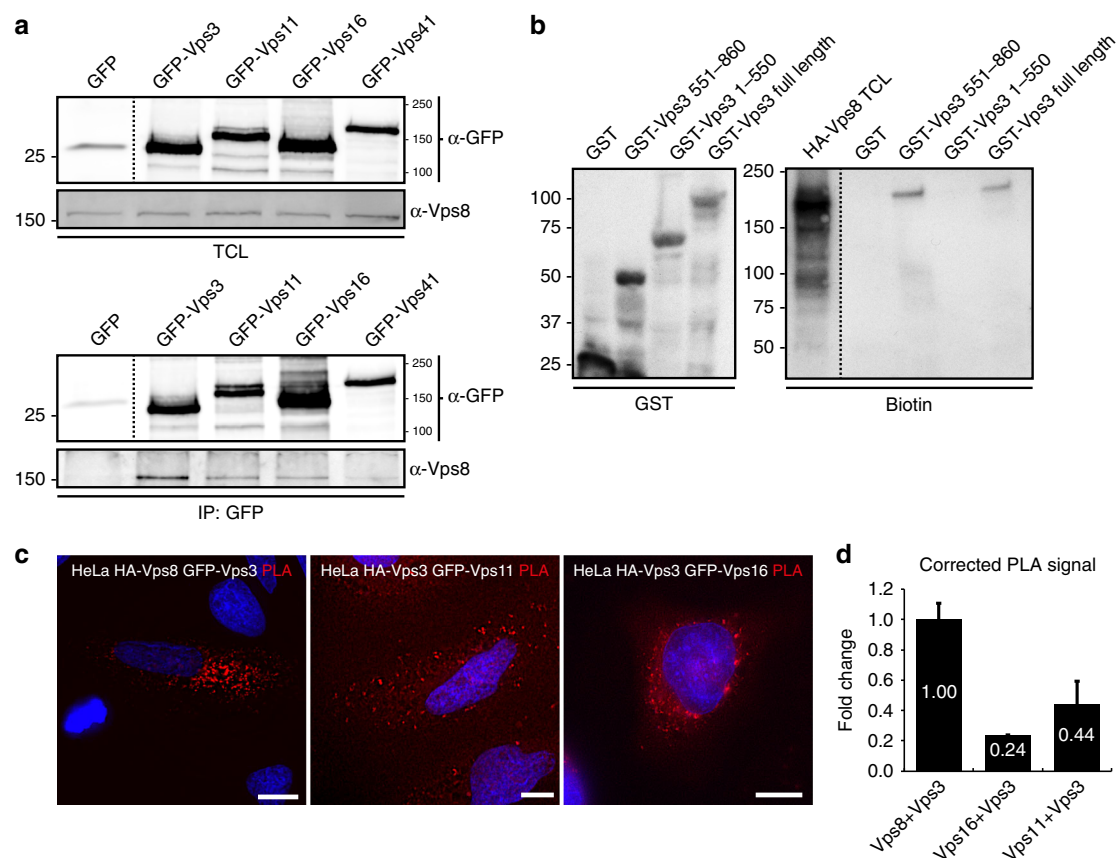 a
GFP
GFP-Vps3
GFP-Vps11
GFP-Vps16
GFP-Vps41
250
150
100
α-GFP
25
150
α-Vps8
TCL
GFP
GFP-Vps3
GFP-Vps11
GFP-Vps16
GFP-Vps41
250
150
100
α-GFP
25
150
α-Vps8
IP: GFP
b
GST
GST-Vps3 551–860
GST-Vps3 1–550
GST-Vps3 full length
100
75
50
37
25
GST
HA-Vps8 TCL
GST
GST-Vps3 551–860
GST-Vps3 1–550
GST-Vps3 full length
250
150
100
75
50
Biotin
c
HeLa HA-Vps8 GFP-Vps3 PLA
HeLa HA-Vps3 GFP-Vps11 PLA
HeLa HA-Vps3 GFP-Vps16 PLA
d
Corrected PLA signal
Fold change
1.2
1.0
0.8
0.6
0.4
0.2
0.0
1.00
0.24
0.44
Vps8+Vps3
Vps16+Vps3
Vps11+Vps3